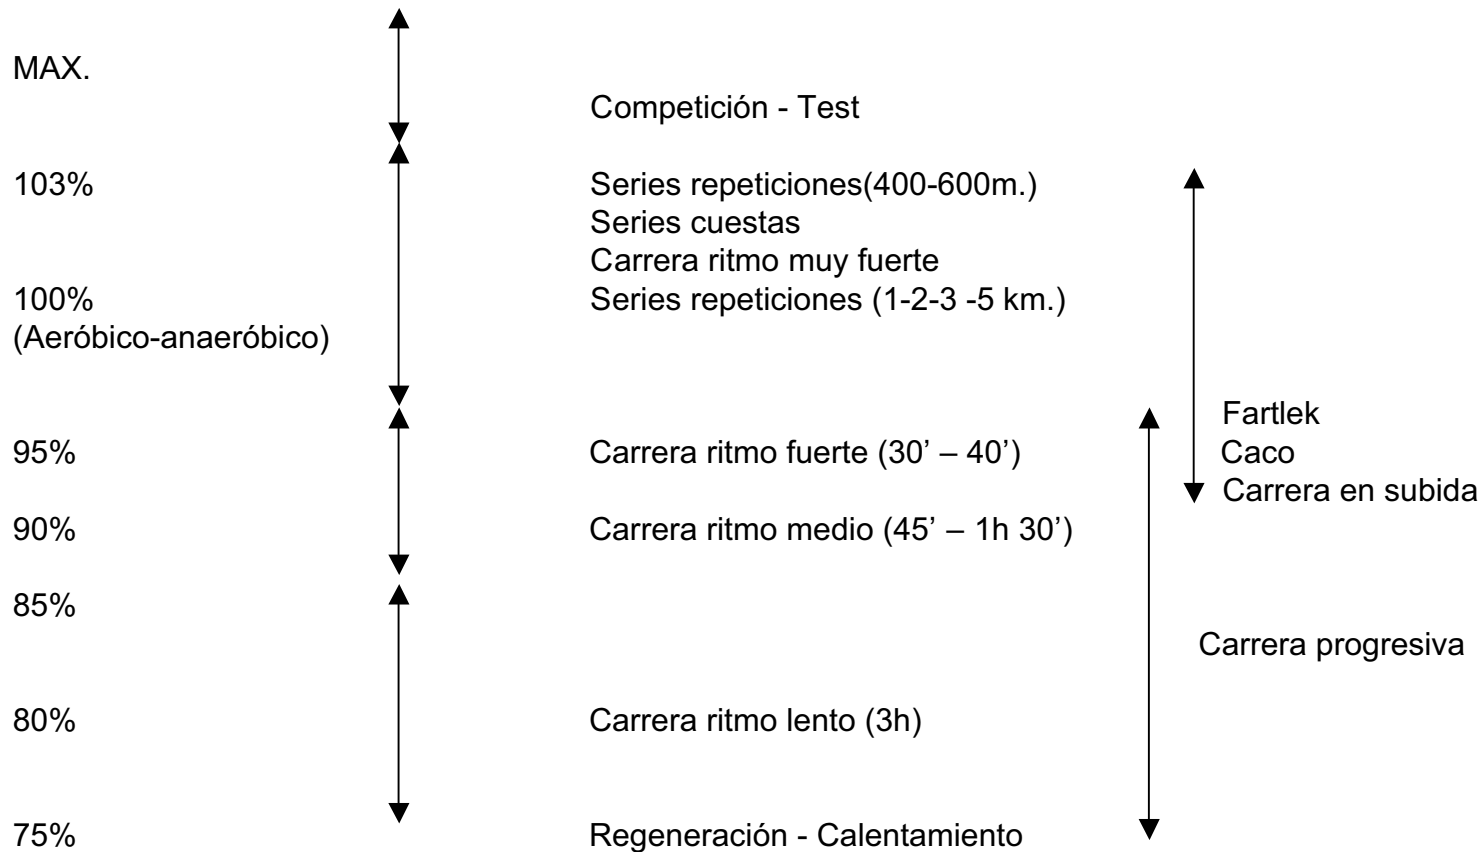 MAX.
Competición - Test
103%
Series repeticiones(400-600m.)
Series cuestas
Carrera ritmo muy fuerte
100%
Series repeticiones (1-2-3 -5 km.)
(Aeróbico-anaeróbico)
Fartlek
95%
Carrera ritmo fuerte (30’ – 40’)
Caco
Carrera en subida
90%
Carrera ritmo medio (45’ – 1h 30’)
85%
Carrera progresiva
80%
Carrera ritmo lento (3h)
75%
Regeneración - Calentamiento